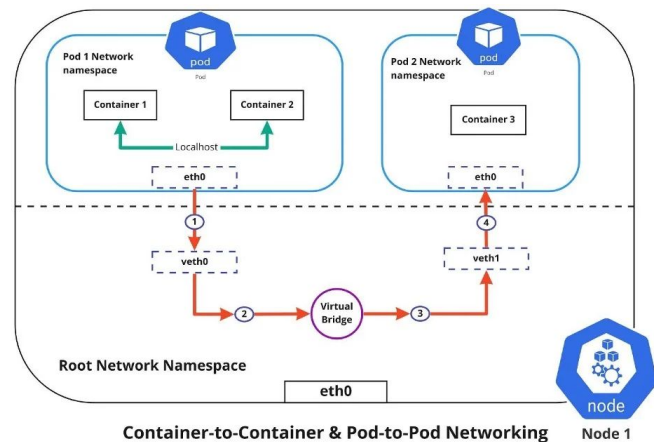 pod
Pod
Pod 1 Network
namespace
Container 1
Container 2
Localhost
eth0
pod
Pod
Pod 2 Network
namespace
Container 3
eth0
1
4
veth0
veth1
2
Virtual
Bridge
3
Root Network Namespace
eth0
node
Container-to-Container & Pod-to-Pod Networking
Node 1